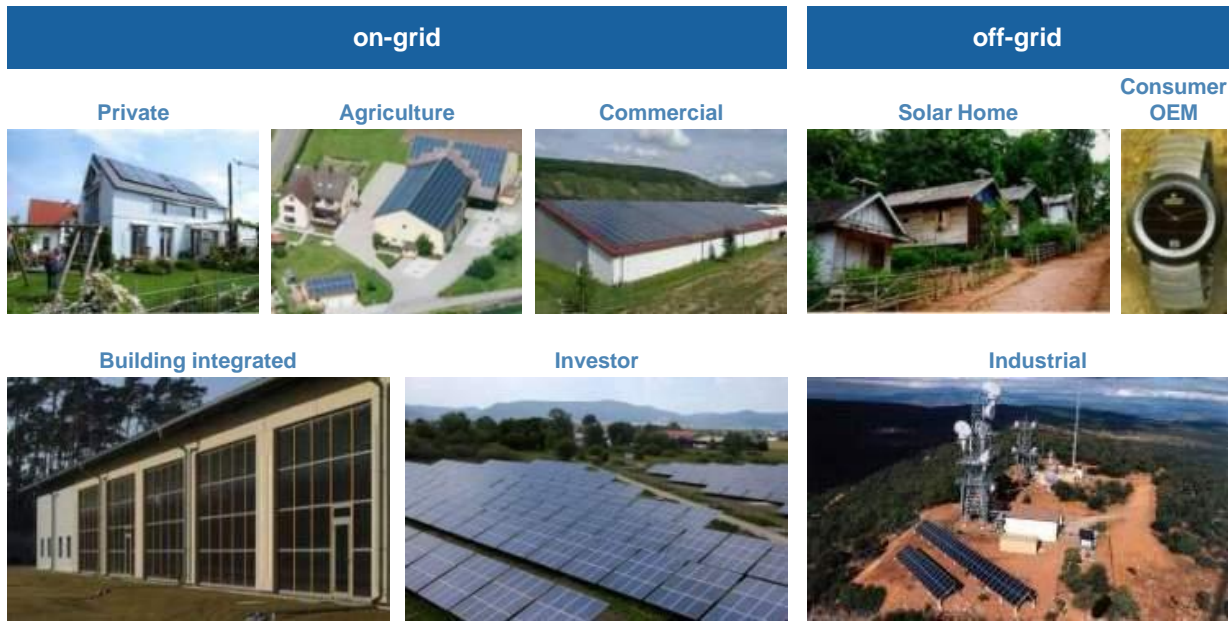 on-grid
off-grid
Private
Agriculture
Commercial
Solar Home
Consumer
OEM
Building integrated
Investor
Industrial